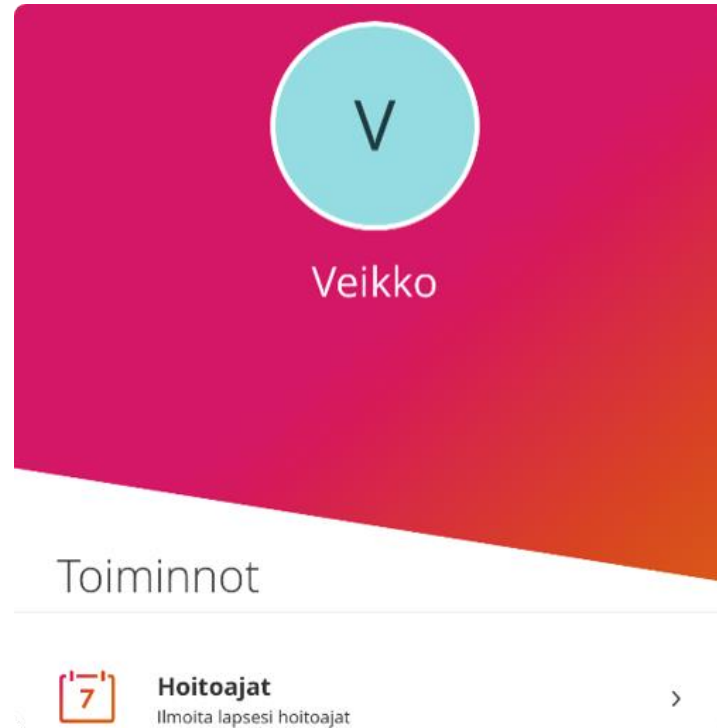 V
Veikko
Toiminnot
7
Hoitoajat
Ilmoita lapsesi hoitoajat